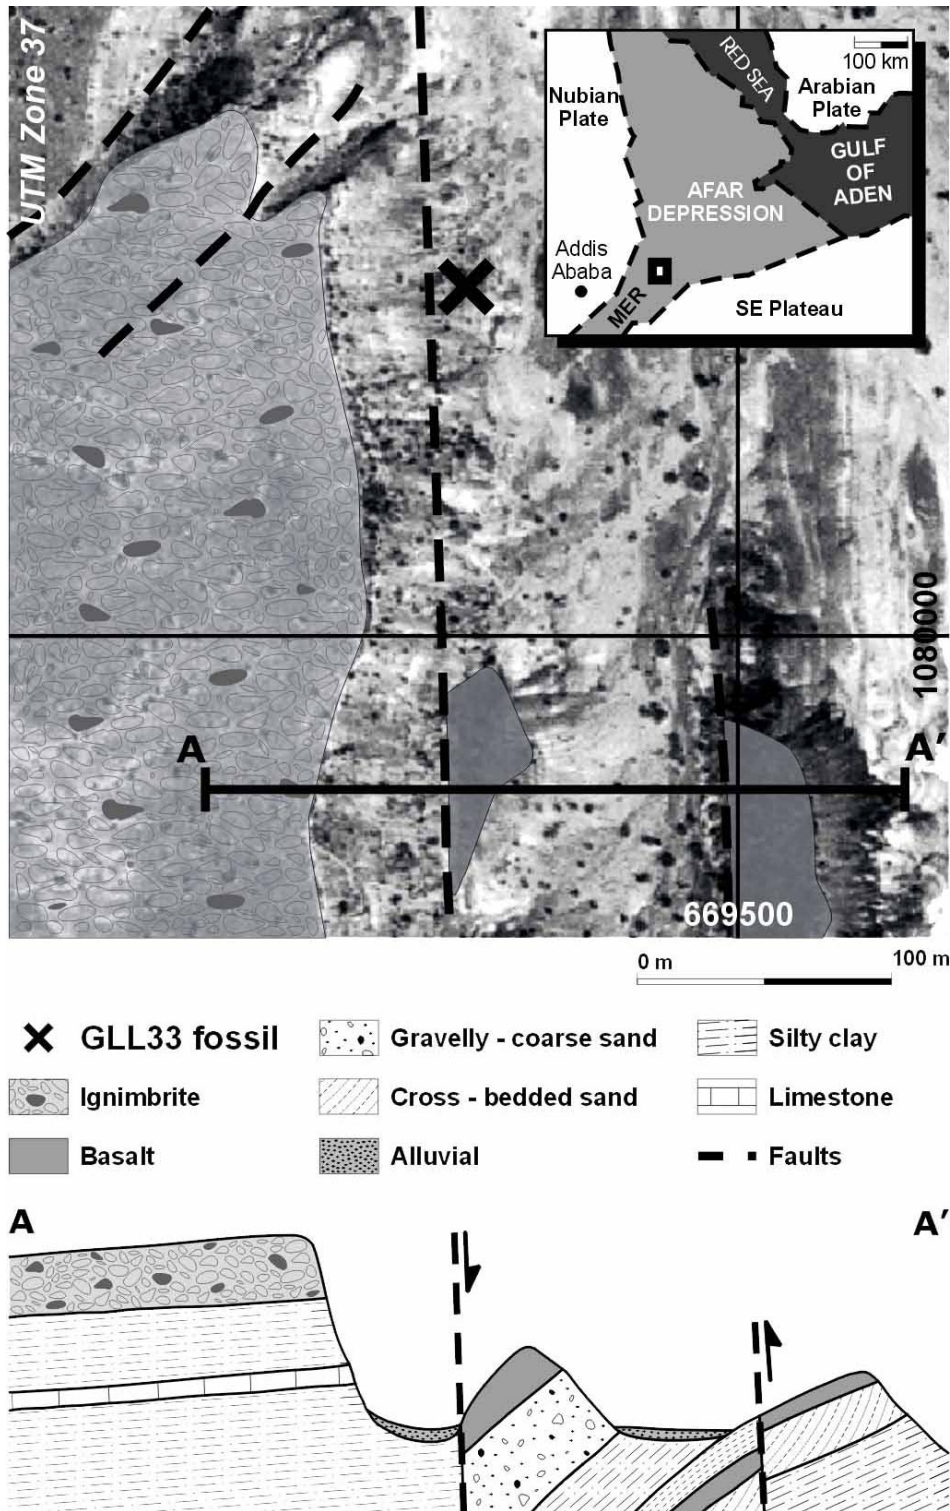 UTM Zone 37
100 km
RED SEA
Nubian
Plate
Arabian
Plate
GULF
OF
ADEN
AFAR
DEPRESSION
Addis
Ababa
MER
SE Plateau
1080000
A
A'
669500
0 m
100 m
GLL33 fossil
Gravelly - coarse sand
Silty clay
Ignimbrite
Cross - bedded sand
Limestone
Basalt
Alluvial
Faults
A
A'